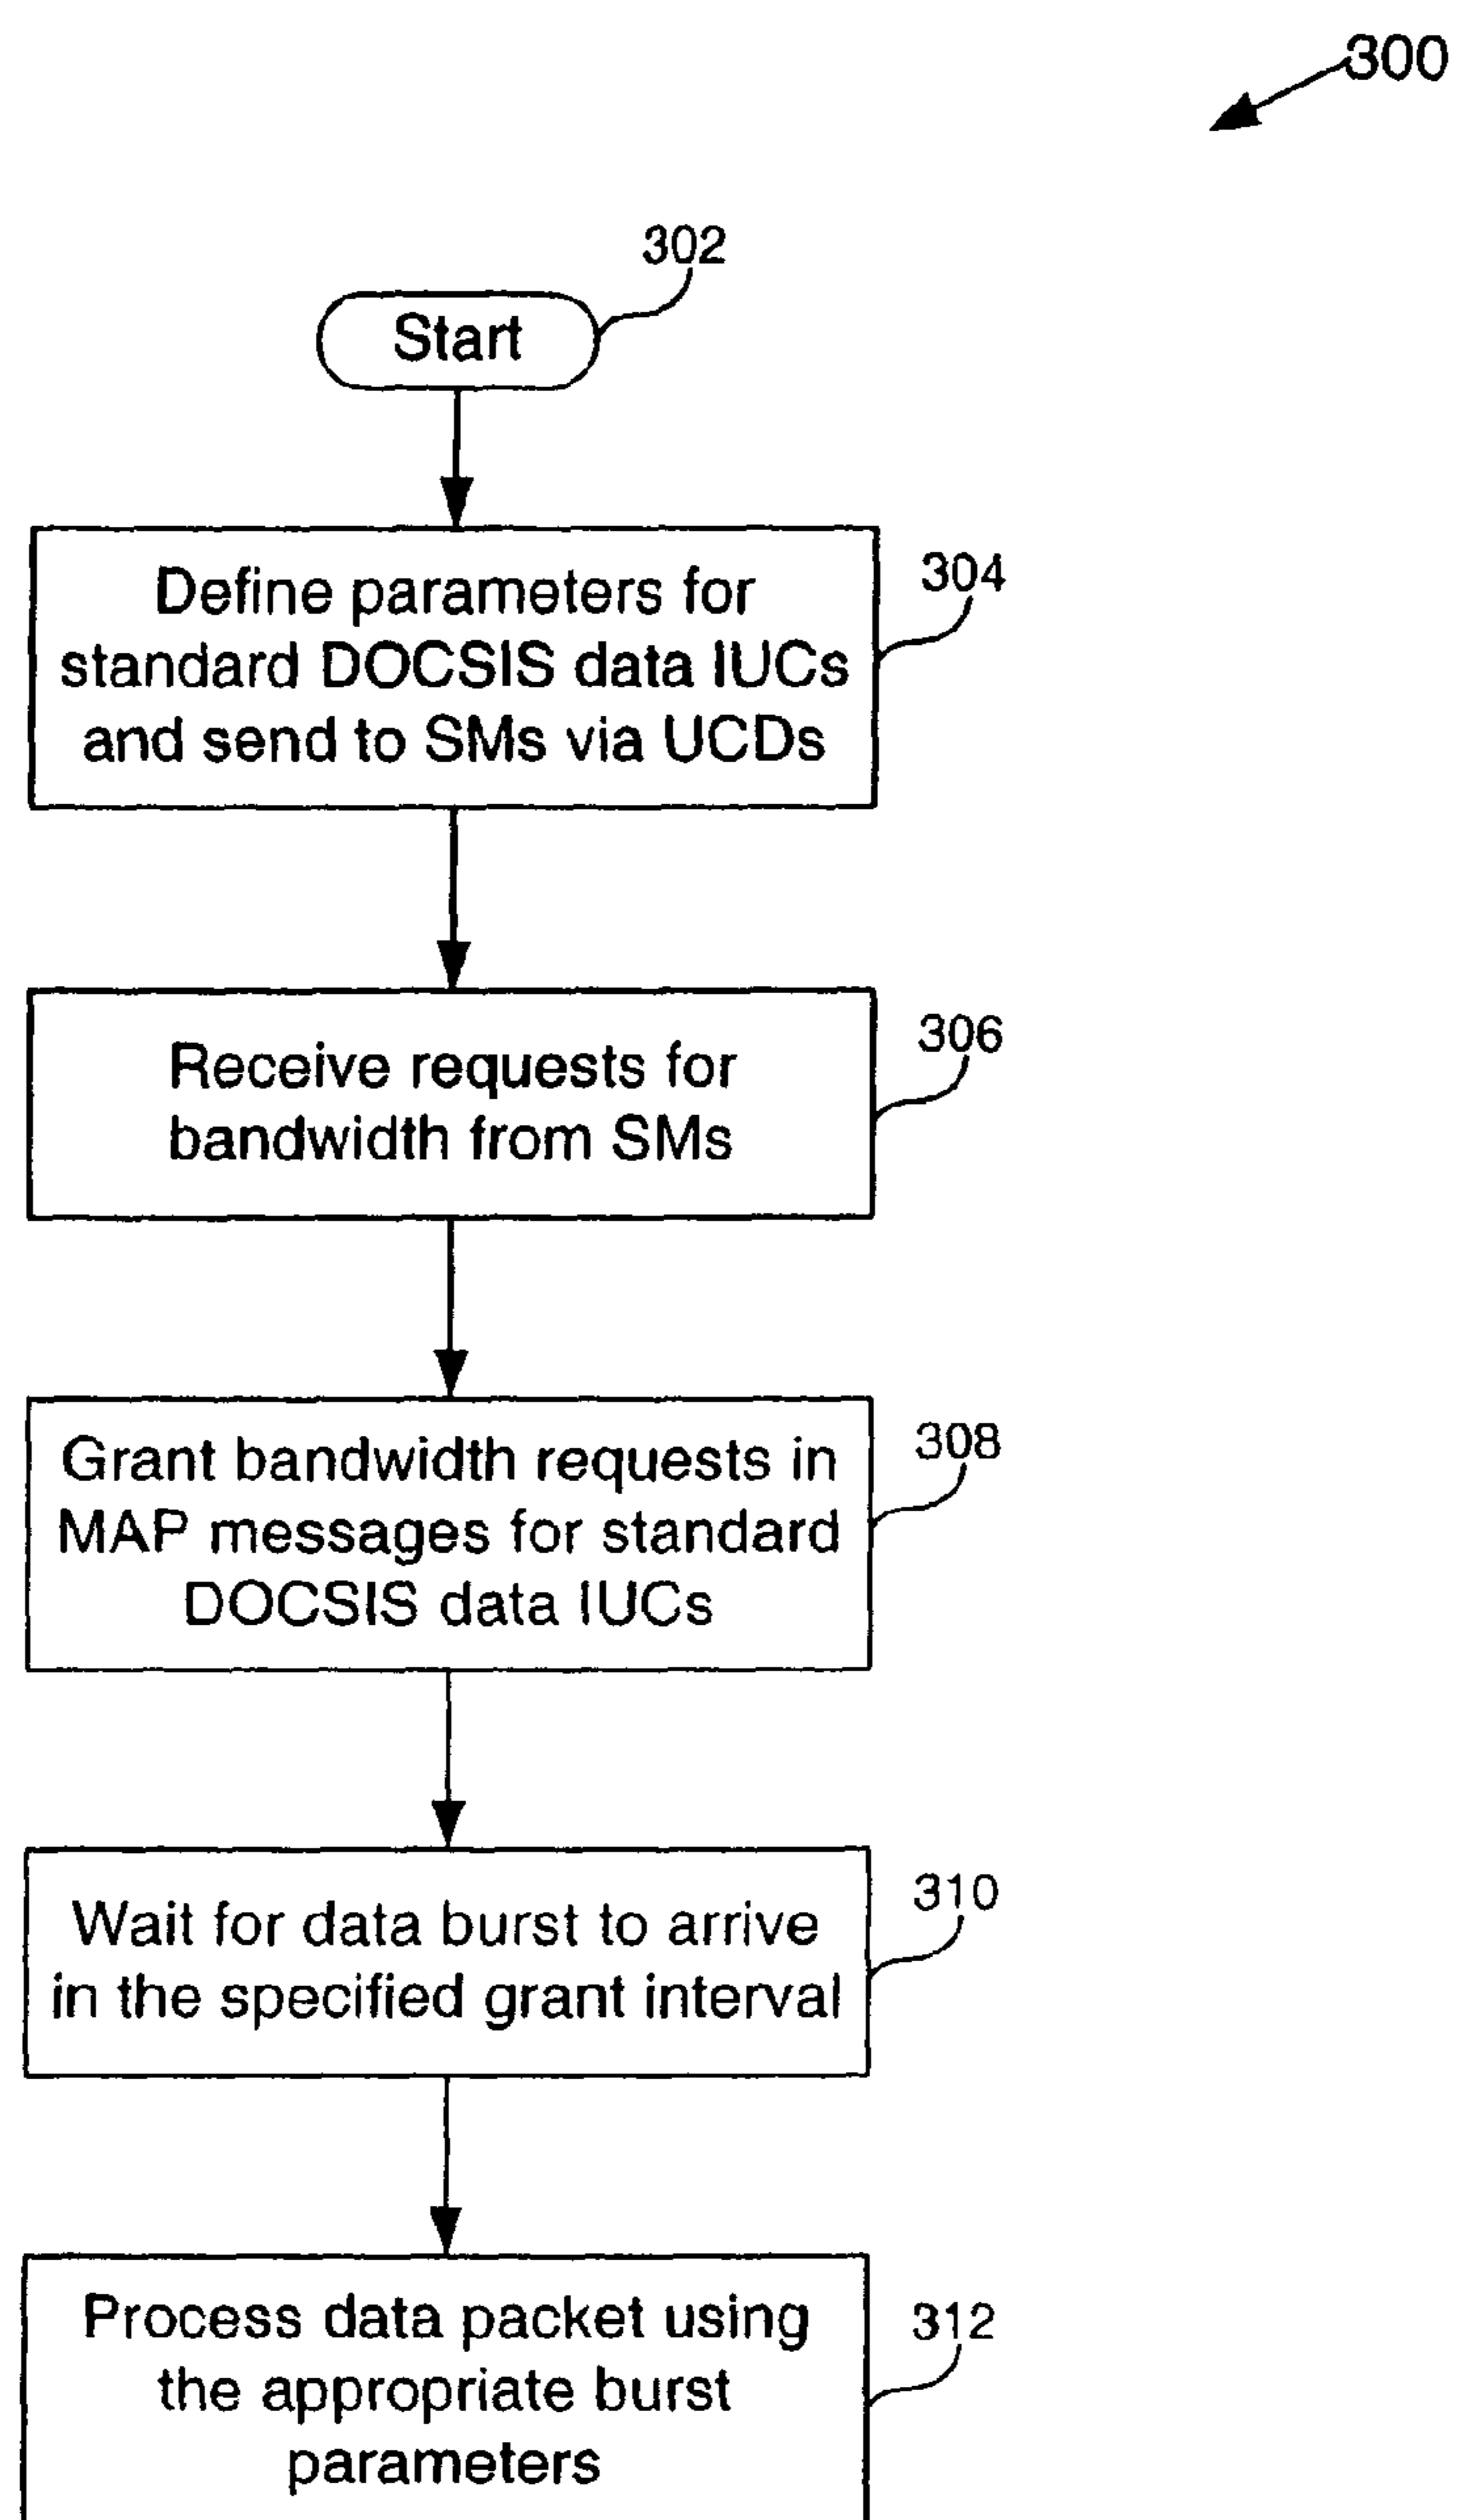 300
302
Start
304
Define parameters for
standard DOCSIS data IUCs
and send to SMs via UCDs
306
Receive requests for
bandwidth from SMs
308
Grant bandwidth requests in
MAP messages for standard
DOCSIS data IUCs
310
Wait for data burst to arrive
in the specified grant interval
312
Process data packet using
the appropriate burst
parameters